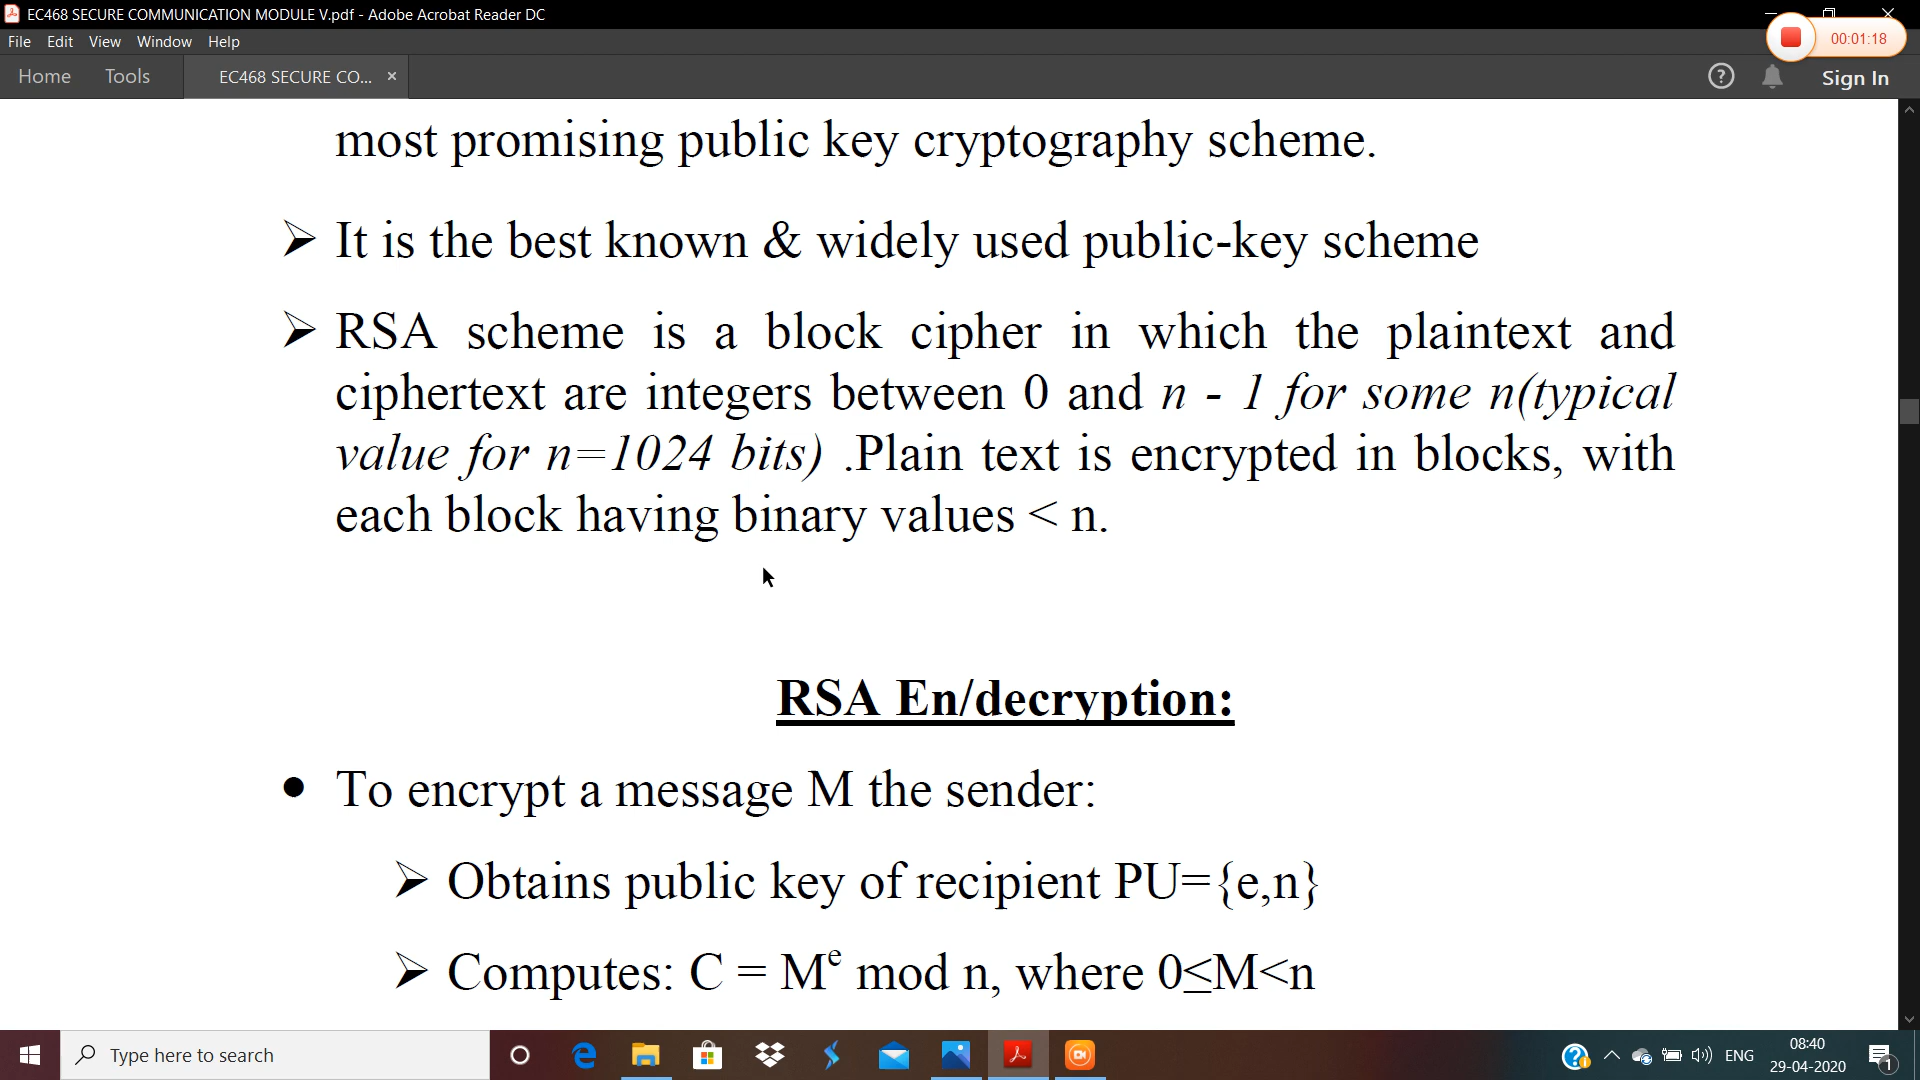 EC468 SECURE COMMUNICATION MODULE V.pdf - Adobe Acrobat Reader DC
File Edit View Window Help
00:01:18
Home Tools EC468 SECURE CO... × Sign In
most promising public key cryptography scheme.
➢ It is the best known & widely used public-key scheme
➢ RSA scheme is a block cipher in which the plaintext and
ciphertext are integers between 0 and n - 1 for some n(typical
value for n=1024 bits) .Plain text is encrypted in blocks, with
each block having binary values < n.
RSA En/decryption:
• To encrypt a message M the sender:
➢ Obtains public key of recipient PU={e,n}
➢ Computes: C = Mᵉ mod n, where 0≤M<n
Type here to search
ENG
08:40
29-04-2020
1